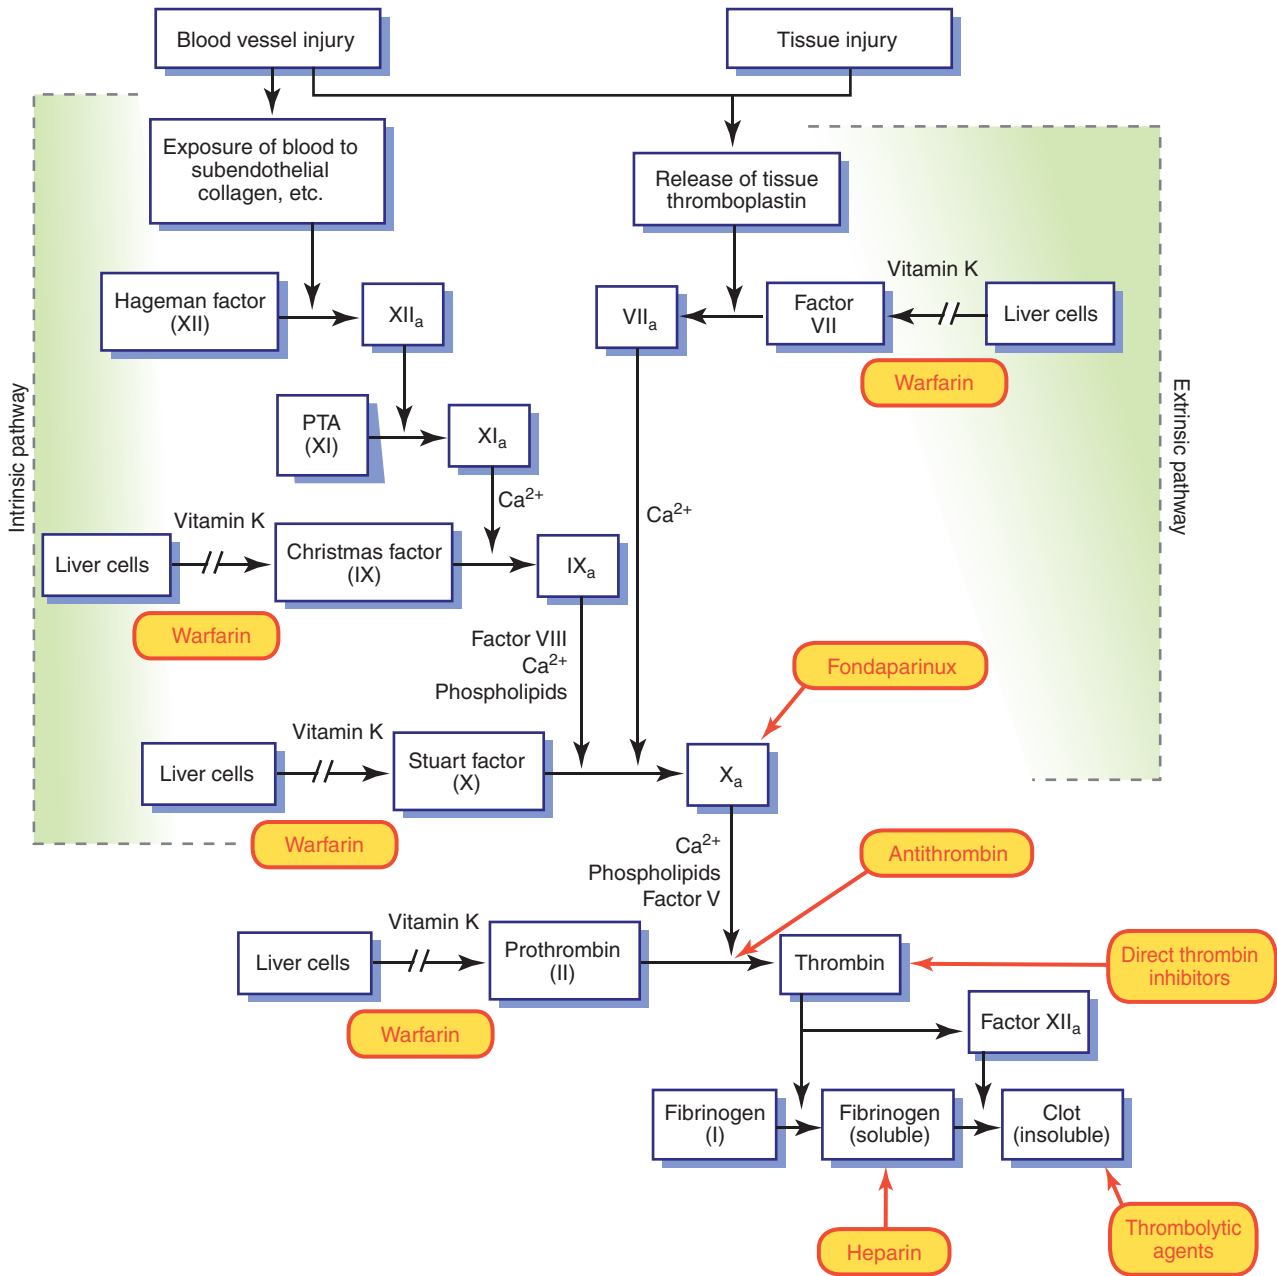 Blood vessel injury
Tissue injury
Exposure of blood to
subendothelial
collagen, etc.
Release of tissue
thromboplastin
Vitamin K
Hageman factor
(XII)
XIIa
VIIa
Factor
VII
Liver cells
Warfarin
Intrinsic pathway
Extrinsic pathway
PTA
(XI)
XIa
Ca2+
Ca2+
Vitamin K
Liver cells
Christmas factor
(IX)
IXa
Warfarin
Factor VIII
Ca2+
Phospholipids
Fondaparinux
Vitamin K
Liver cells
Stuart factor
(X)
Xa
Warfarin
Ca2+
Phospholipids
Factor V
Antithrombin
Vitamin K
Liver cells
Prothrombin
(II)
Thrombin
Direct thrombin
inhibitors
Warfarin
Factor XIIa
Fibrinogen
(I)
Fibrinogen
(soluble)
Clot
(insoluble)
Heparin
Thrombolytic
agents